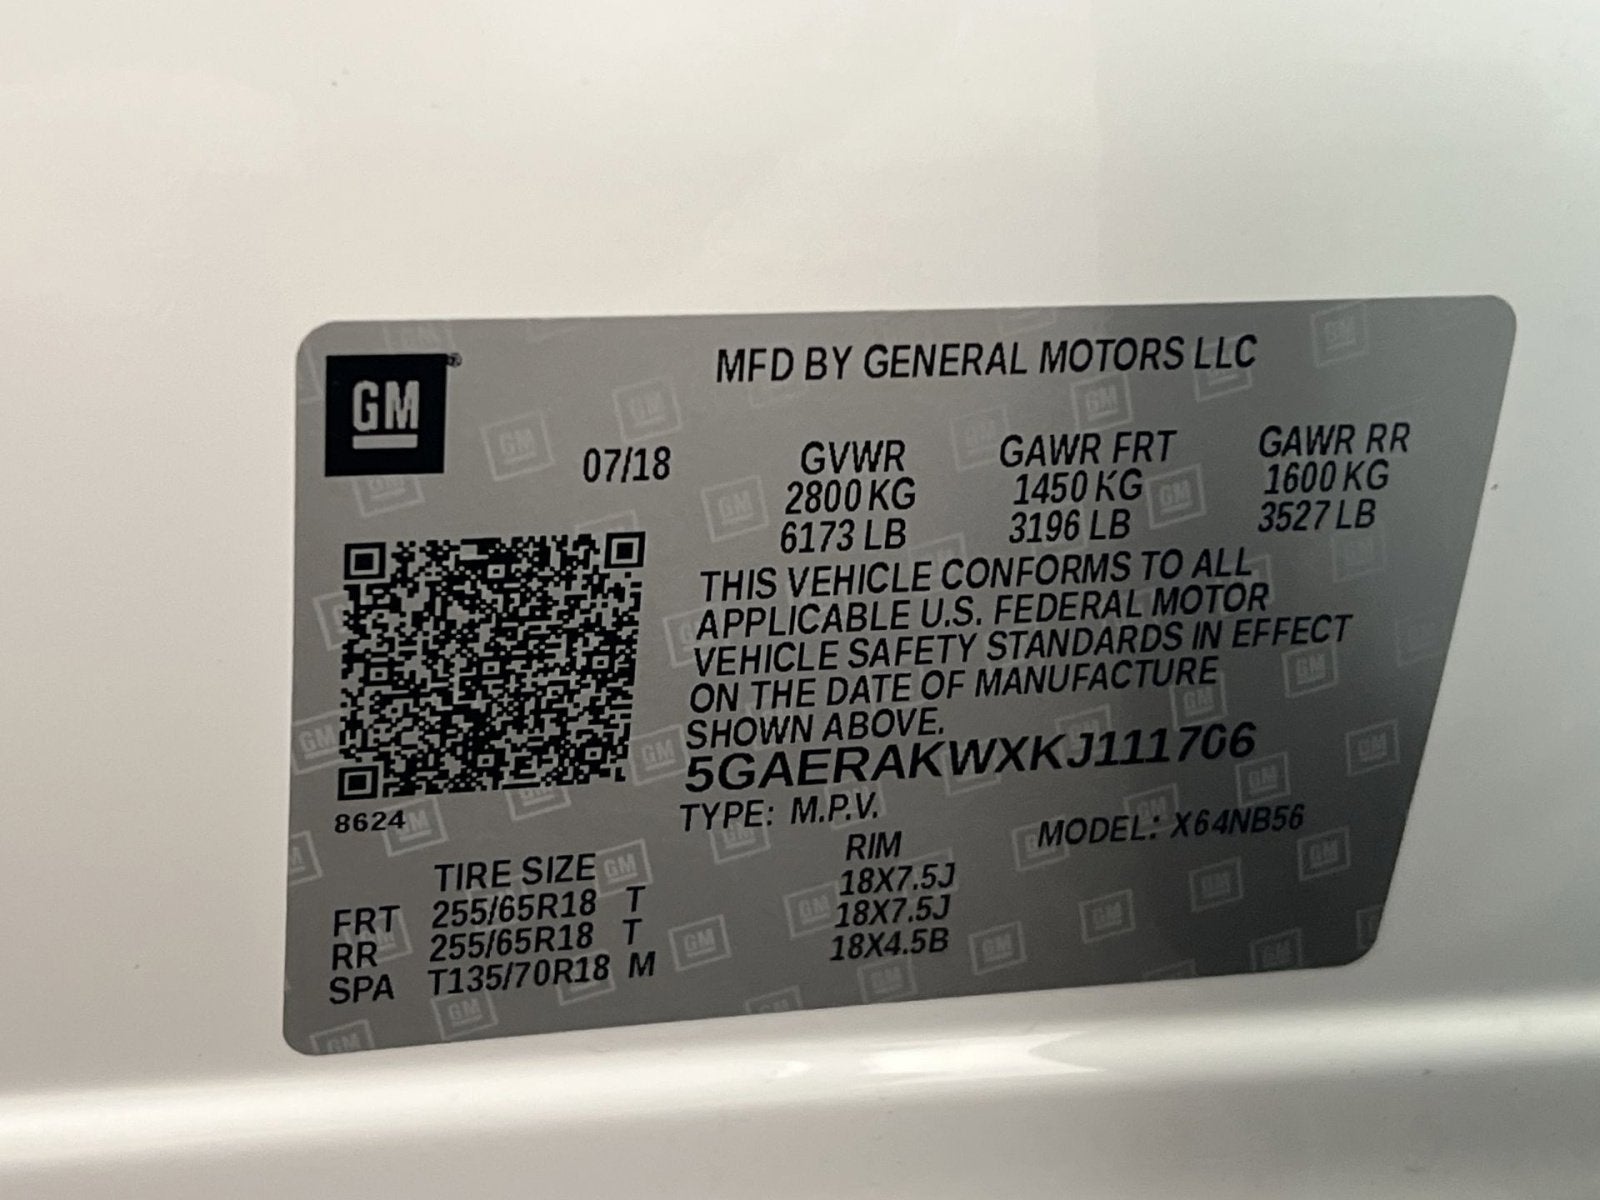 GM
MFD BY GENERAL MOTORS LLC
07/18
GVWR GAWR FRT GAWR RR
2800 KG 1450 KG 1600 KG
6173 LB 3196 LB 3527 LB
THIS VEHICLE CONFORMS TO ALL
APPLICABLE U.S. FEDERAL MOTOR
VEHICLE SAFETY STANDARDS IN EFFECT
ON THE DATE OF MANUFACTURE
SHOWN ABOVE.
5GAERAKWXKJ111706
8624
TYPE: M.P.V. MODEL: X64NB56
TIRE SIZE RIM
FRT 255/65R18 T 18X7.5J
RR 255/65R18 T 18X7.5J
SPA T135/70R18 M 18X4.5B